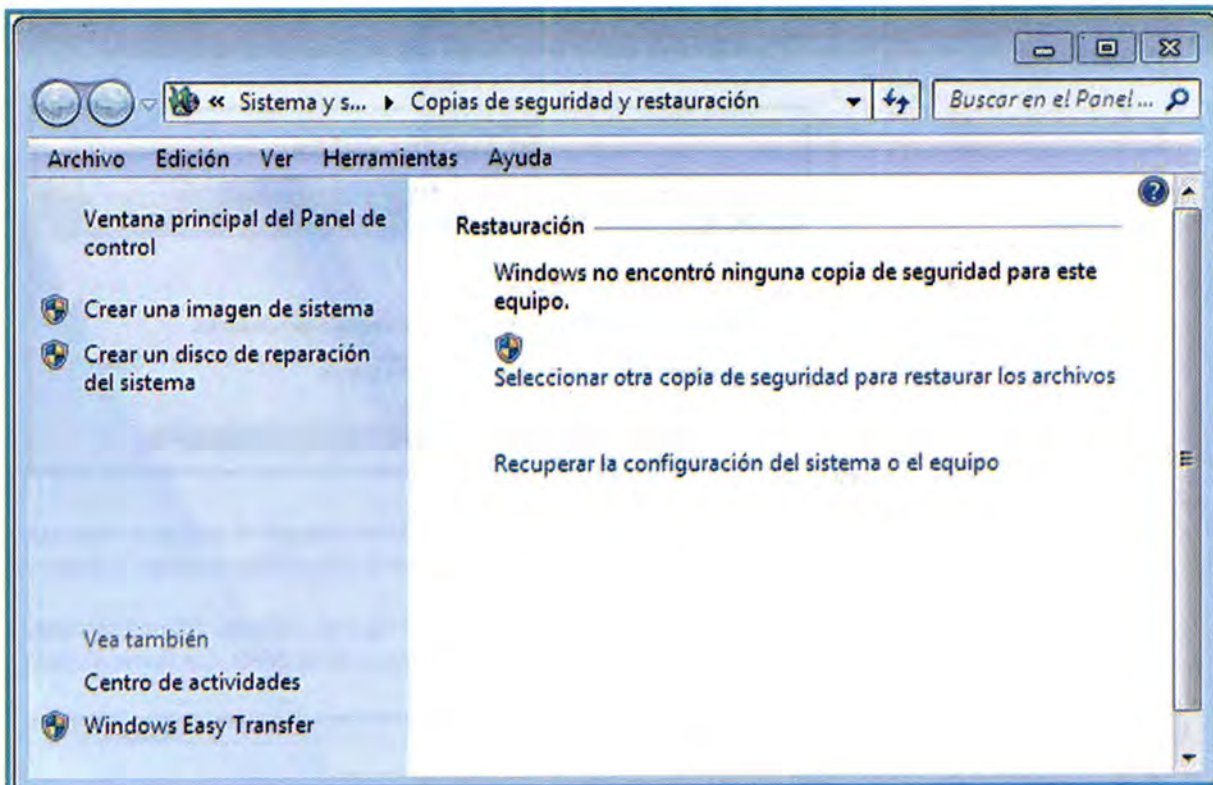 « Sistema y s... ▸ Copias de seguridad y restauración
Buscar en el Panel ...
Archivo Edición Ver Herramientas Ayuda
Ventana principal del Panel de
control
Crear una imagen de sistema
Crear un disco de reparación
del sistema
Vea también
Centro de actividades
Windows Easy Transfer
Restauración
Windows no encontró ninguna copia de seguridad para este
equipo.
Seleccionar otra copia de seguridad para restaurar los archivos
Recuperar la configuración del sistema o el equipo